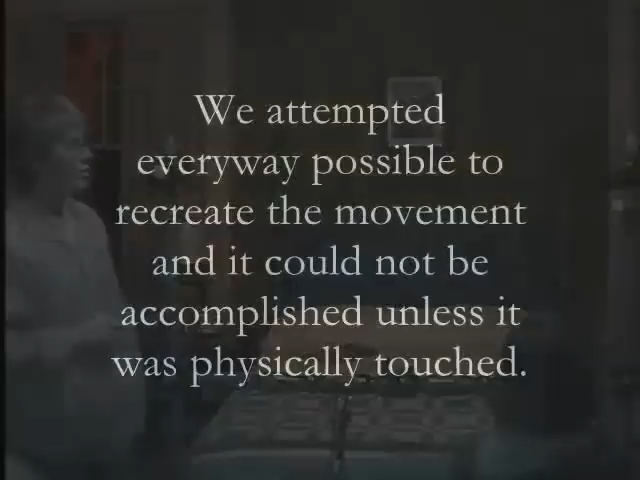 We attempted
everyway possible to
recreate the movement
and it could not be
accomplished unless it
was physically touched.